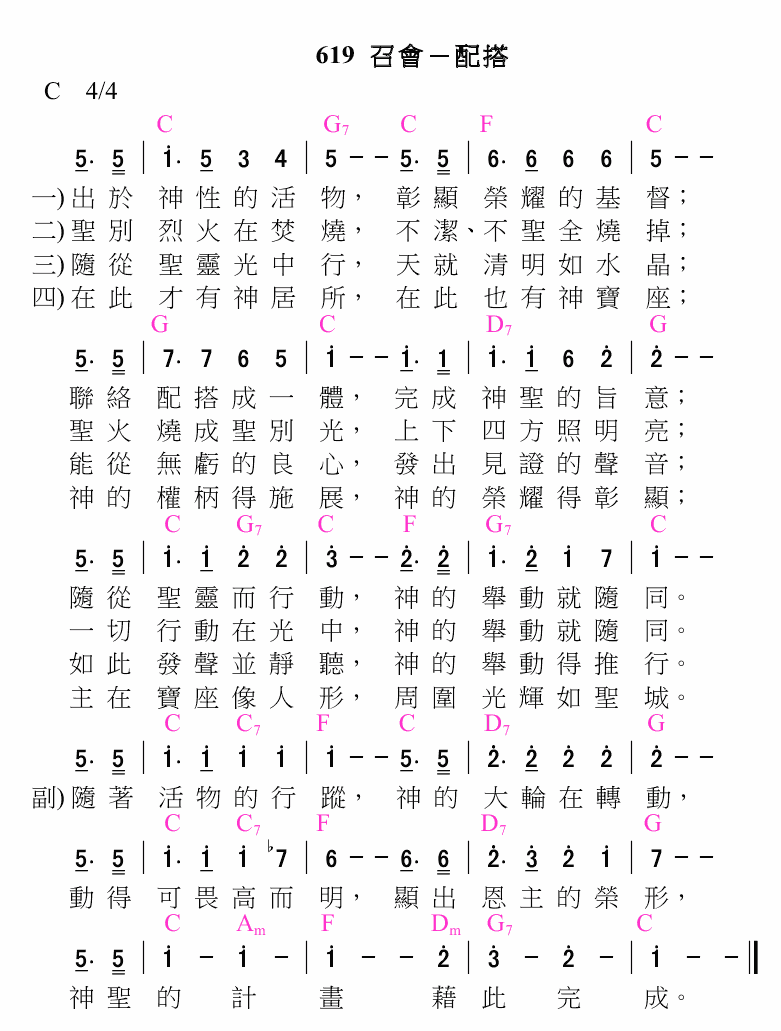 619 召會－配搭
C 4/4
C G7 C F C
5. 5 | 1. 5 3 4 | 5 - - 5. 5 | 6. 6 6 6 | 5 - -
一) 出於 神性的活 物， 彰顯 榮耀的基 督；
二) 聖別 烈火在焚 燒， 不潔、不聖全燒 掉；
三) 隨從 聖靈光中 行， 天就 清明如水 晶；
四) 在此 才有神居 所， 在此 也有神寶 座；
G C D7 G
5. 5 | 7. 7 6 5 | 1 - - 1. 1 | 1. 1 6 2 | 2 - -
聯絡 配搭成一 體， 完成 神聖的旨 意；
聖火 燒成聖別 光， 上下 四方照明 亮；
能從 無虧的良 心， 發出 見證的聲 音；
神的 權柄得施 展， 神的 榮耀得彰 顯；
C G7 C F G7 C
5. 5 | 1. 1 2 2 | 3 - - 2. 2 | 1. 2 1 7 | 1 - -
隨從 聖靈而行 動， 神的 舉動就隨 同。
一切 行動在光 中， 神的 舉動就隨 同。
如此 發聲並靜 聽， 神的 舉動得推 行。
主在 寶座像人 形， 周圍 光輝如聖 城。
C C7 F C D7 G
5. 5 | 1. 1 1 1 | 1 - - 5. 5 | 2. 2 2 2 | 2 - -
副) 隨著 活物的行 蹤， 神的 大輪在轉 動，
C C7 F D7 G
5. 5 | 1. 1 1 ♭7 | 6 - - 6. 6 | 2. 3 2 1 | 7 - -
動得 可畏高而 明， 顯出 恩主的榮 形，
C Am F Dm G7 C
5. 5 | 1 - 1 - | 1 - - 2 | 3 - 2 - | 1 - - ‖
神聖 的 計 畫 藉 此 完 成。